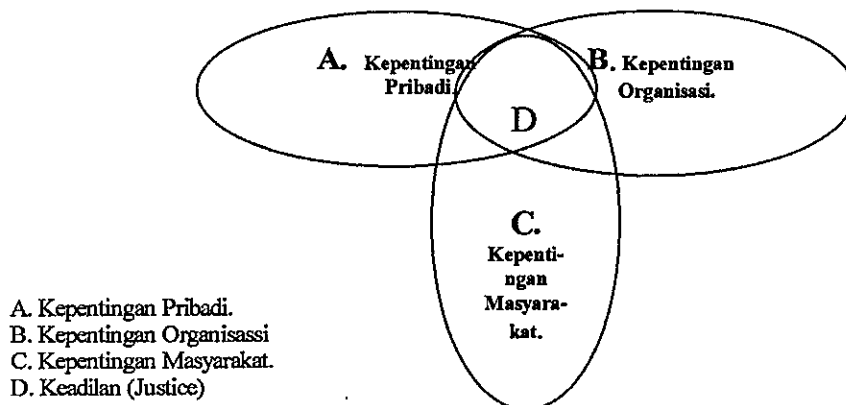 A. Kepentingan
Pribadi.
B. Kepentingan
Organisasi.
D
C.
Kepenti-
ngan
Masyara-
kat.
A. Kepentingan Pribadi.
B. Kepentingan Organisassi
C. Kepentingan Masyarakat.
D. Keadilan (Justice)